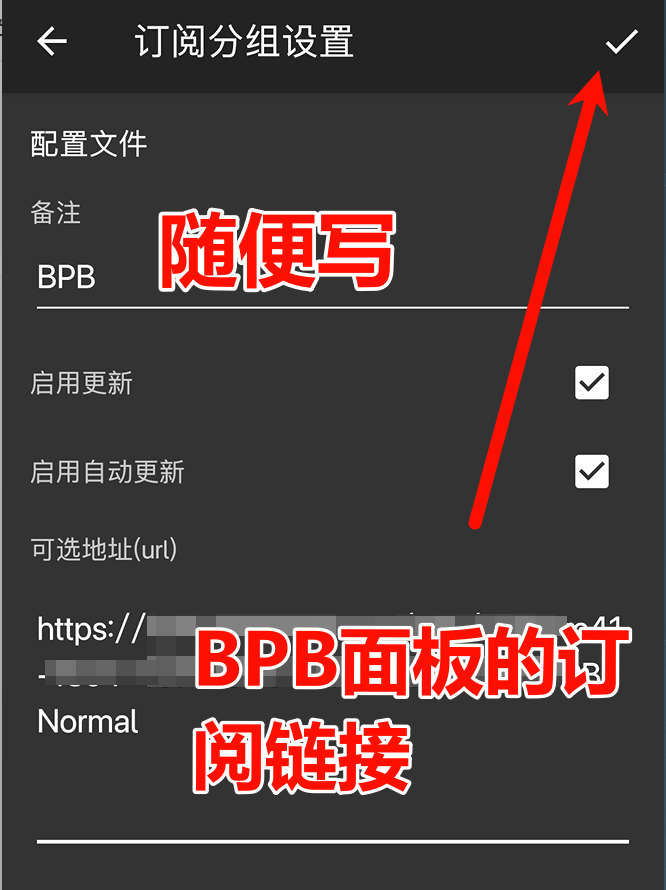 订阅分组设置
配置文件
备注
随便写
BPB
启用更新
启用自动更新
可选地址(url)
https://
BPB面板的订
Normal
阅链接